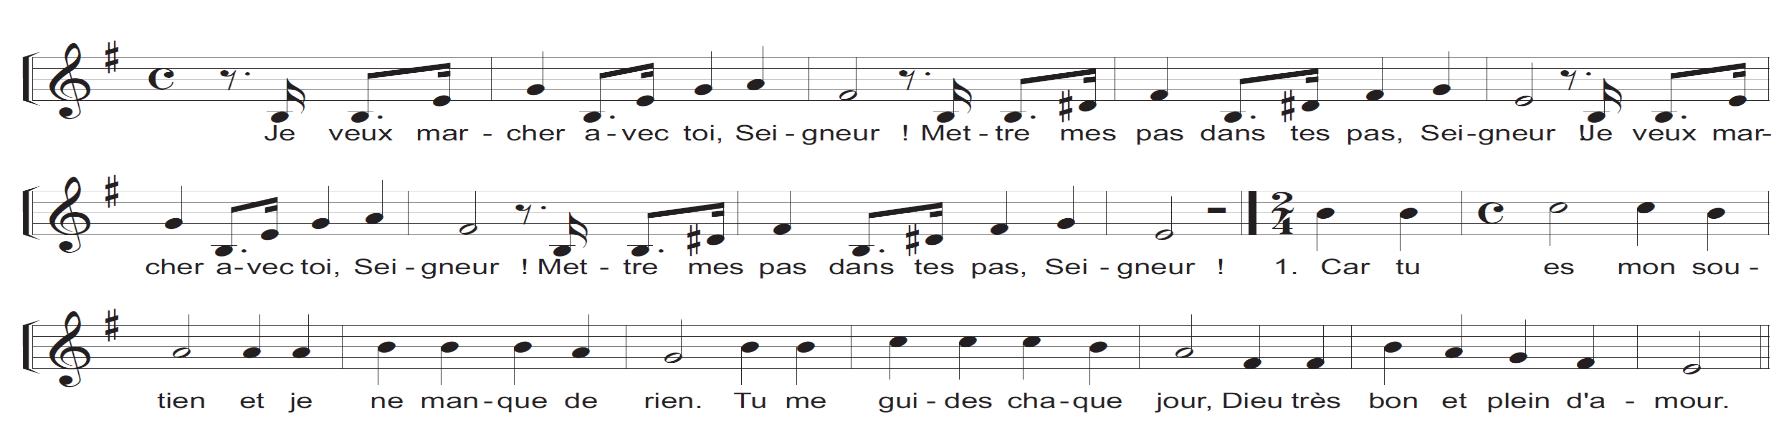 Je veux mar - cher a - vec toi, Sei - gneur ! Met - tre mes pas dans tes pas, Sei - gneur ! Je veux mar-
cher a - vec toi, Sei - gneur ! Met - tre mes pas dans tes pas, Sei - gneur ! 1. Car tu es mon sou -
tien et je ne man - que de rien. Tu me gui - des cha - que jour, Dieu très bon et plein d'a - mour.